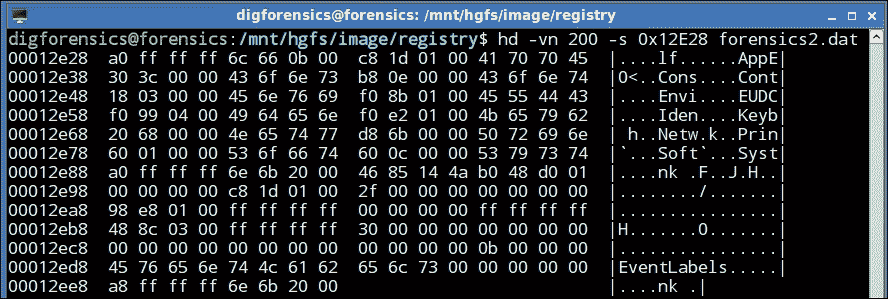 digforensics@forensics: /mnt/hgfs/image/registry
digforensics@forensics:/mnt/hgfs/image/registry$ hd -vn 200 -s 0x12E28 forensics2.dat
00012e28  a0 ff ff ff 6c 66 0b 00  c8 1d 01 00 41 70 70 45  |....lf......AppE|
00012e38  30 3c 00 00 43 6f 6e 73  b8 0e 00 00 43 6f 6e 74  |0<..Cons....Cont|
00012e48  18 03 00 00 45 6e 76 69  f0 8b 01 00 45 55 44 43  |....Envi....EUDC|
00012e58  f0 99 04 00 49 64 65 6e  f0 e2 01 00 4b 65 79 62  |....Iden....Keyb|
00012e68  20 68 00 00 4e 65 74 77  d8 6b 00 00 50 72 69 6e  | h..Netw.k..Prin|
00012e78  60 01 00 00 53 6f 66 74  60 0c 00 00 53 79 73 74  |`...Soft`...Syst|
00012e88  a0 ff ff ff 6e 6b 20 00  46 85 14 4a b0 48 d0 01  |....nk .F..J.H..|
00012e98  00 00 00 00 c8 1d 01 00  2f 00 00 00 00 00 00 00  |......../.......|
00012ea8  98 e8 01 00 ff ff ff ff  00 00 00 00 ff ff ff ff  |................|
00012eb8  48 8c 03 00 ff ff ff ff  30 00 00 00 00 00 00 00  |H.......0.......|
00012ec8  00 00 00 00 00 00 00 00  00 00 00 00 0b 00 00 00  |................|
00012ed8  45 76 65 6e 74 4c 61 62  65 6c 73 00 00 00 00 00  |EventLabels.....|
00012ee8  a8 ff ff ff 6e 6b 20 00                           |....nk .|